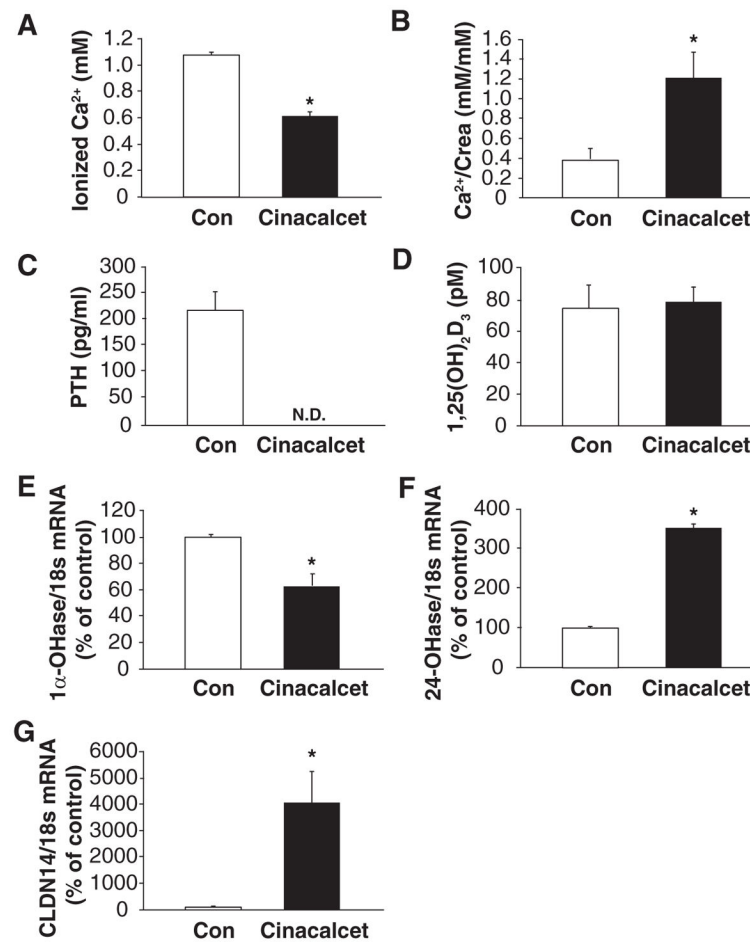 A
Ionized Ca²⁺ (mM)
1.2
1.0
0.8
0.6
0.4
0.2
0
*
Con Cinacalcet
B
Ca²⁺/Crea (mM/mM)
1.6
1.4
1.2
1.0
0.8
0.6
0.4
0.2
0
*
Con Cinacalcet
C
PTH (pg/ml)
300
250
200
150
100
50
0
N.D.
Con Cinacalcet
D
1,25(OH)₂D₃ (pM)
100
80
60
40
20
0
Con Cinacalcet
E
1α-OHase/18s mRNA
(% of control)
120
100
80
60
40
20
0
*
Con Cinacalcet
F
24-OHase/18s mRNA
(% of control)
400
300
200
100
0
*
Con Cinacalcet
G
CLDN14/18s mRNA
(% of control)
6000
5000
4000
3000
2000
1000
0
*
Con Cinacalcet